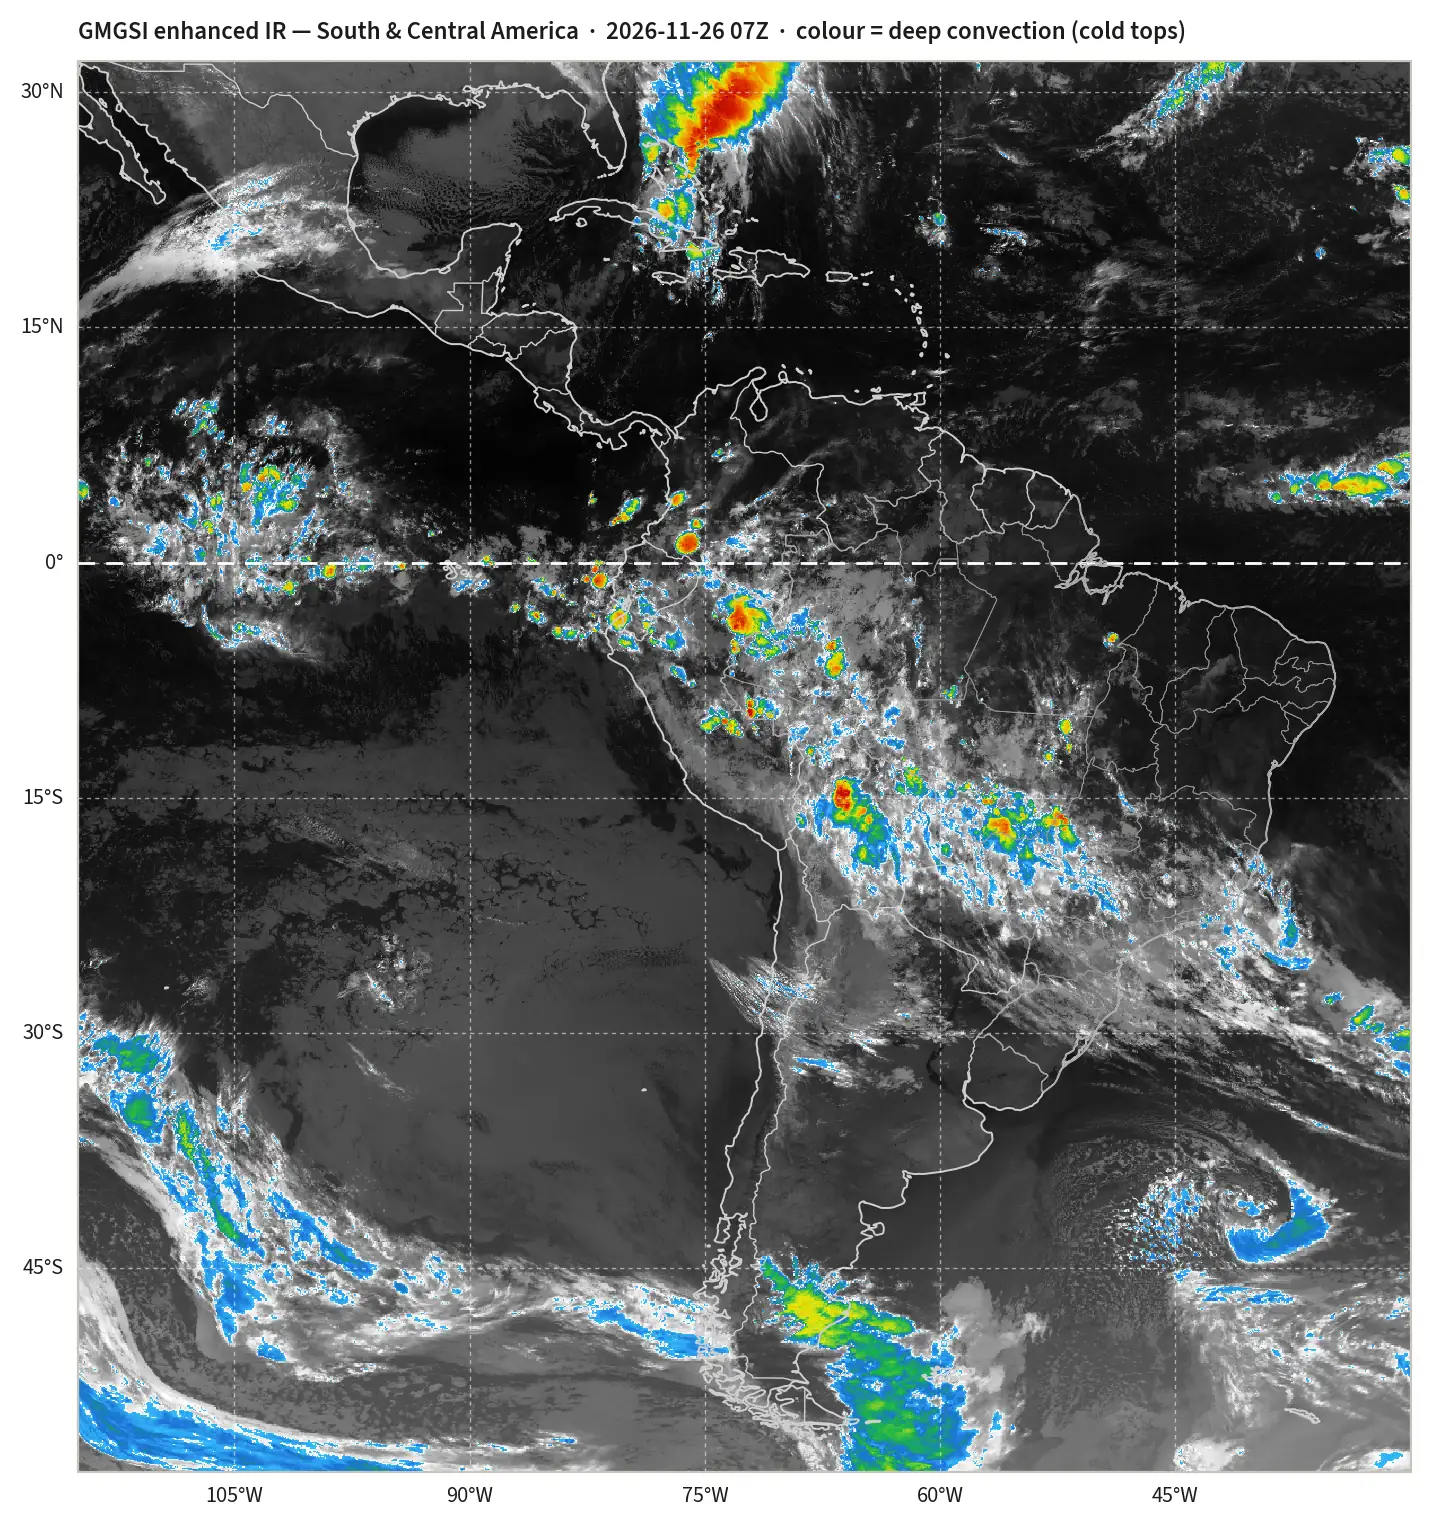 GMGSI enhanced IR — South & Central America · 2026-11-26 07Z · colour = deep convection (cold tops)
30°N
15°N
0°
15°S
30°S
45°S
105°W
90°W
75°W
60°W
45°W